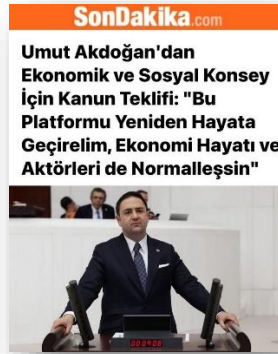 SonDakika.com
Umut Akdoğan'dan
Ekonomik ve Sosyal Konsey
İçin Kanun Teklifi: "Bu
Platformu Yeniden Hayata
Geçirelim, Ekonomi Hayatı ve
Aktörleri de Normalleşsin"